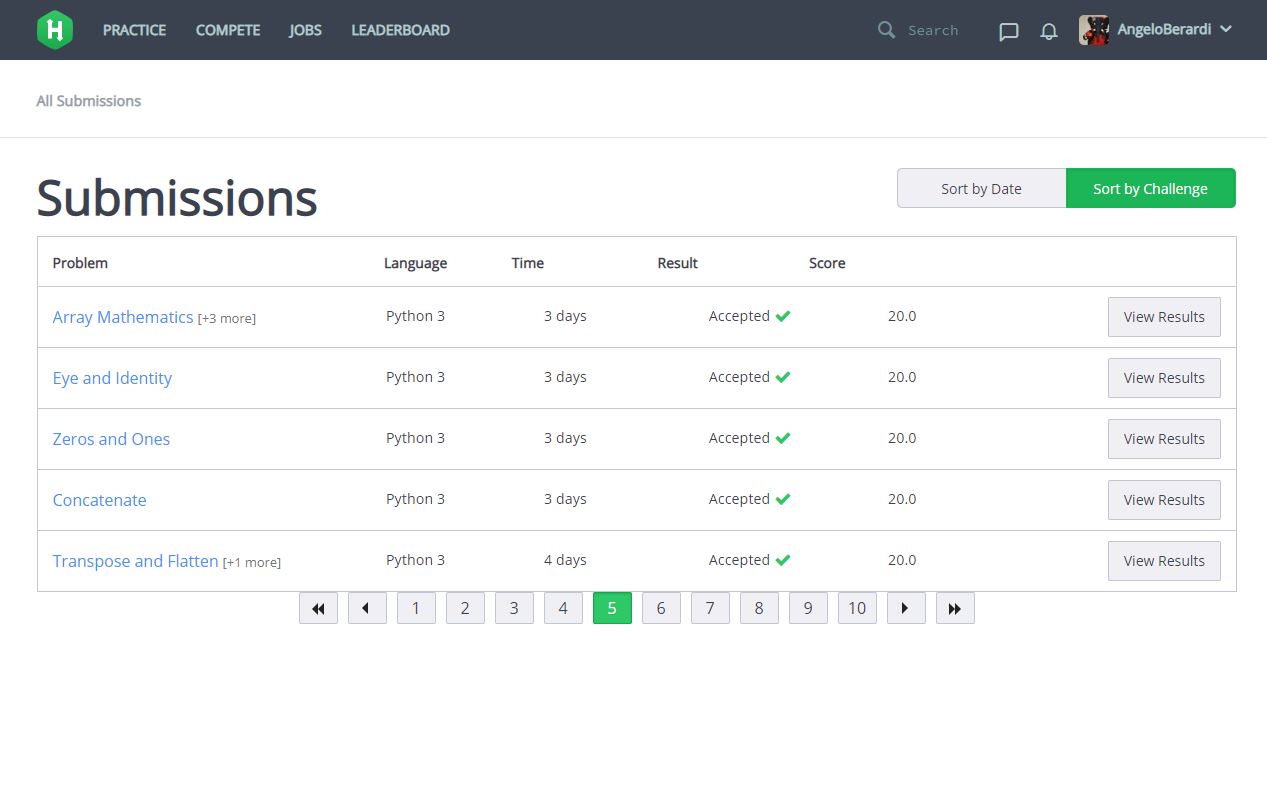 H PRACTICE COMPETE JOBS LEADERBOARD Search AngeloBerardi
All Submissions
Submissions Sort by Date Sort by Challenge
Problem Language Time Result Score
Array Mathematics [+3 more] Python 3 3 days Accepted 20.0 View Results
Eye and Identity Python 3 3 days Accepted 20.0 View Results
Zeros and Ones Python 3 3 days Accepted 20.0 View Results
Concatenate Python 3 3 days Accepted 20.0 View Results
Transpose and Flatten [+1 more] Python 3 4 days Accepted 20.0 View Results
1 2 3 4 5 6 7 8 9 10